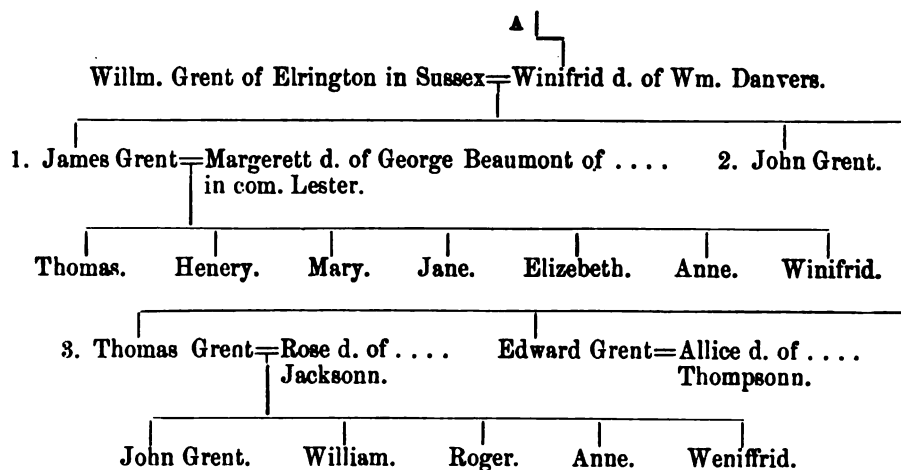 A
Willm. Grent of Elrington in Sussex=Winifrid d. of Wm. Danvers.
1. James Grent=Margerett d. of George Beaumont of .... 2. John Grent.
in com. Lester.
Thomas. Henery. Mary. Jane. Elizebeth. Anne. Winifrid.
3. Thomas Grent=Rose d. of .... Edward Grent=Allice d. of ....
Jacksonn. Thompsonn.
John Grent. William. Roger. Anne. Weniffrid.